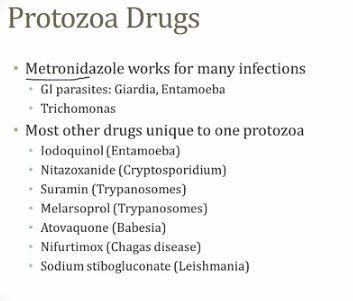 Protozoa Drugs
• Metronidazole works for many infections
• GI parasites: Giardia, Entamoeba
• Trichomonas
• Most other drugs unique to one protozoa
• Iodoquinol (Entamoeba)
• Nitazoxanide (Cryptosporidium)
• Suramin (Trypanosomes)
• Melarsoprol (Trypanosomes)
• Atovaquone (Babesia)
• Nifurtimox (Chagas disease)
• Sodium stibogluconate (Leishmania)